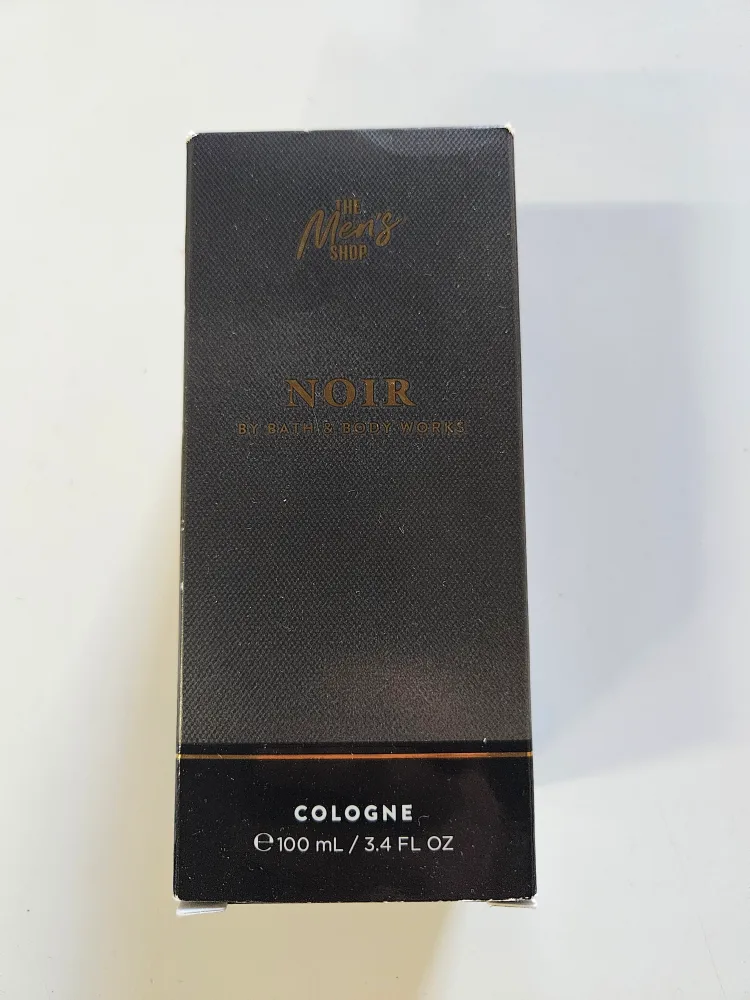 THE
Men's
SHOP
NOIR
BY BATH & BODY WORKS
COLOGNE
℮ 100 mL / 3.4 FL OZ